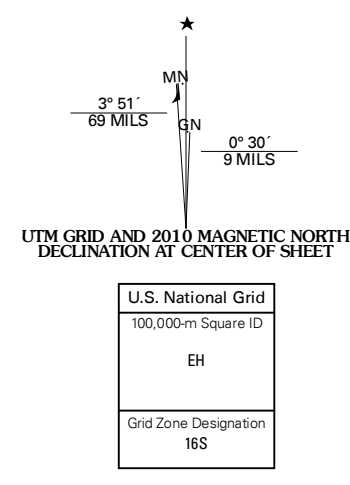 MN
3° 51´
69 MILS
GN
0° 30´
9 MILS
UTM GRID AND 2010 MAGNETIC NORTH
DECLINATION AT CENTER OF SHEET
U.S. National Grid
100,000-m Square ID
EH
Grid Zone Designation
16S